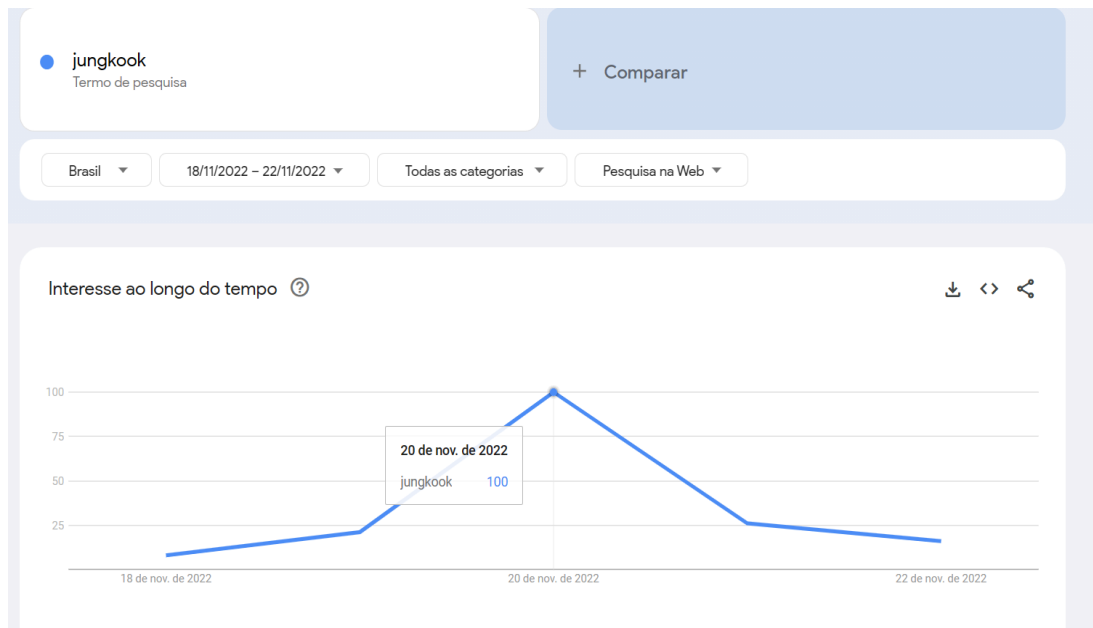 jungkook
Termo de pesquisa
+ Comparar
Brasil
18/11/2022 – 22/11/2022
Todas as categorias
Pesquisa na Web
Interesse ao longo do tempo
100
75
50
25
20 de nov. de 2022
jungkook 100
18 de nov. de 2022
20 de nov. de 2022
22 de nov. de 2022